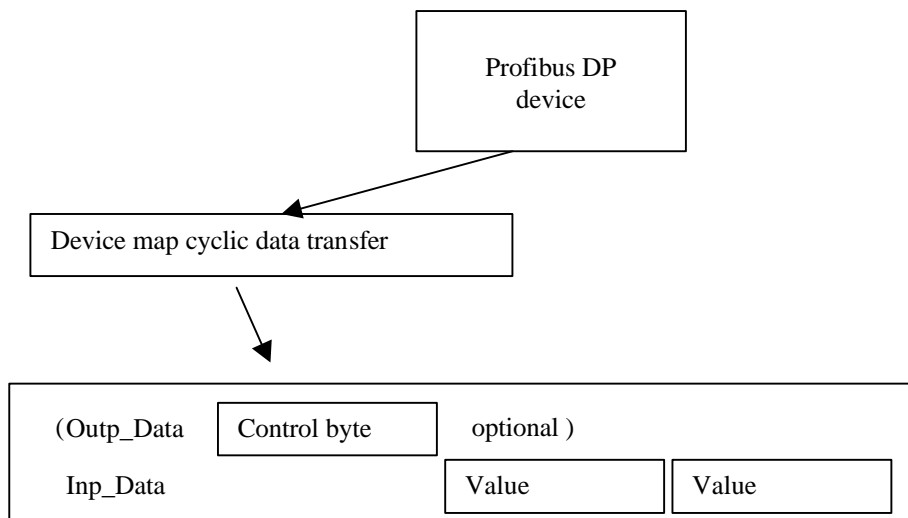 Profibus DP
device
Device map cyclic data transfer
(Outp_Data Control byte optional )
Inp_Data Value Value